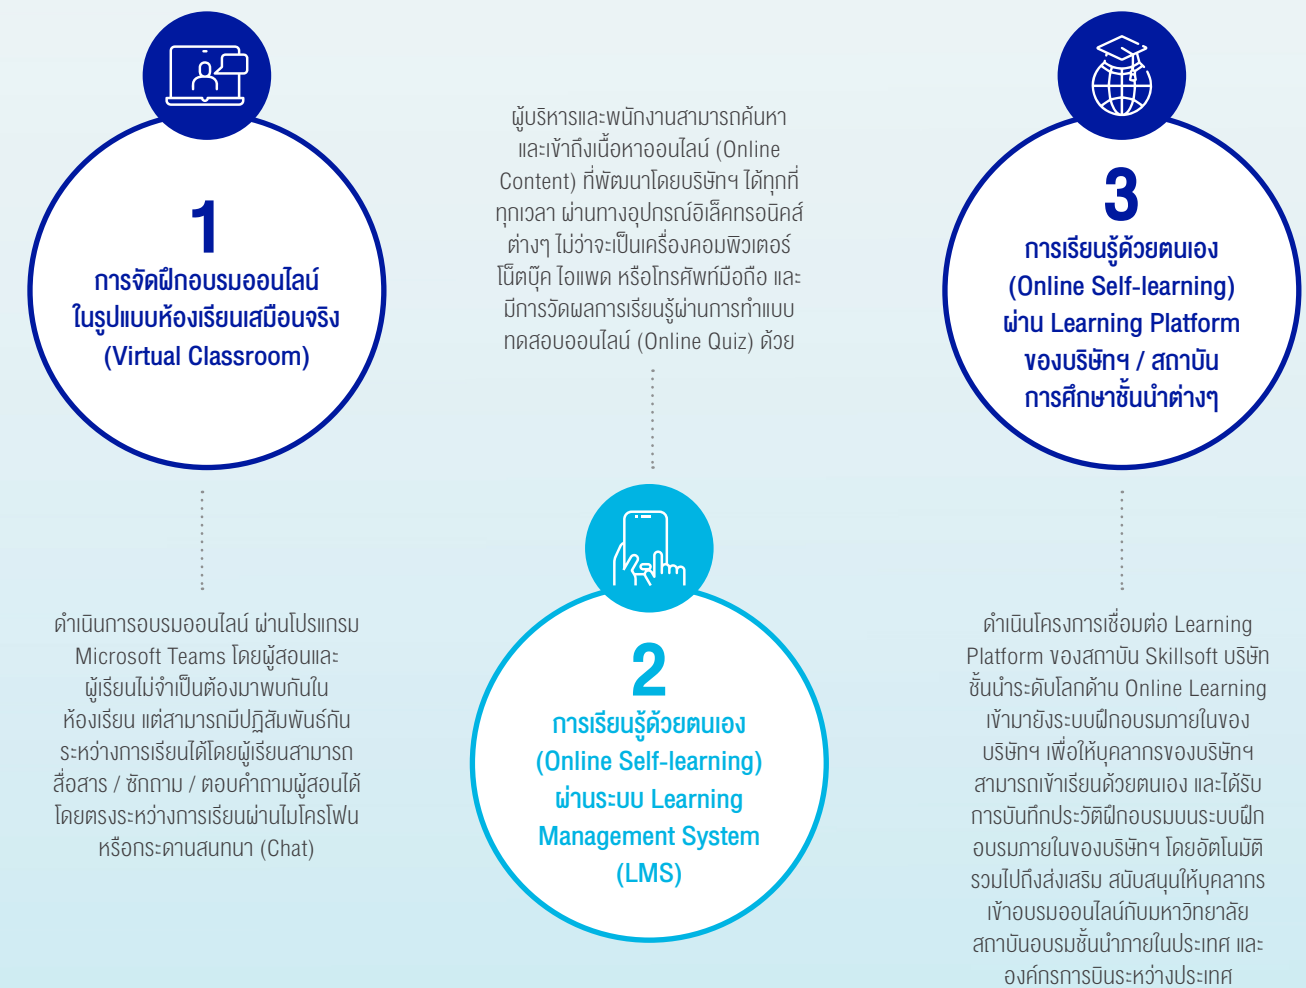 1
การจัดฝึกอบรมออนไลน์
ในรูปแบบห้องเรียนเสมือนจริง
(Virtual Classroom)
ดำเนินการอบรมออนไลน์ ผ่านโปรแกรม
Microsoft Teams โดยผู้สอนและ
ผู้เรียนไม่จำเป็นต้องมาพบกันใน
ห้องเรียน แต่สามารถมีปฏิสัมพันธ์กัน
ระหว่างการเรียนได้โดยผู้เรียนสามารถ
สื่อสาร / ซักถาม / ตอบคำถามผู้สอนได้
โดยตรงระหว่างการเรียนผ่านไมโครโฟน
หรือกระดานสนทนา (Chat)
ผู้บริหารและพนักงานสามารถค้นหา
และเข้าถึงเนื้อหาออนไลน์ (Online
Content) ที่พัฒนาโดยบริษัทฯ ได้ทุกที่
ทุกเวลา ผ่านทางอุปกรณ์อิเล็คทรอนิคส์
ต่างๆ ไม่ว่าจะเป็นเครื่องคอมพิวเตอร์
โน็ตบุ๊ค ไอแพด หรือโทรศัพท์มือถือ และ
มีการวัดผลการเรียนรู้ผ่านการทำแบบ
ทดสอบออนไลน์ (Online Quiz) ด้วย
2
การเรียนรู้ด้วยตนเอง
(Online Self-learning)
ผ่านระบบ Learning
Management System
(LMS)
3
การเรียนรู้ด้วยตนเอง
(Online Self-learning)
ผ่าน Learning Platform
ของบริษัทฯ / สถาบัน
การศึกษาชั้นนำต่างๆ
ดำเนินโครงการเชื่อมต่อ Learning
Platform ของสถาบัน Skillsoft บริษัท
ชั้นนำระดับโลกด้าน Online Learning
เข้ามายังระบบฝึกอบรมภายในของ
บริษัทฯ เพื่อให้บุคลากรของบริษัทฯ
สามารถเข้าเรียนด้วยตนเอง และได้รับ
การบันทึกประวัติฝึกอบรมบนระบบฝึก
อบรมภายในของบริษัทฯ โดยอัตโนมัติ
รวมไปถึงส่งเสริม สนับสนุนให้บุคลากร
เข้าอบรมออนไลน์กับมหาวิทยาลัย
สถาบันอบรมชั้นนำภายในประเทศ และ
องค์กรการบินระหว่างประเทศ